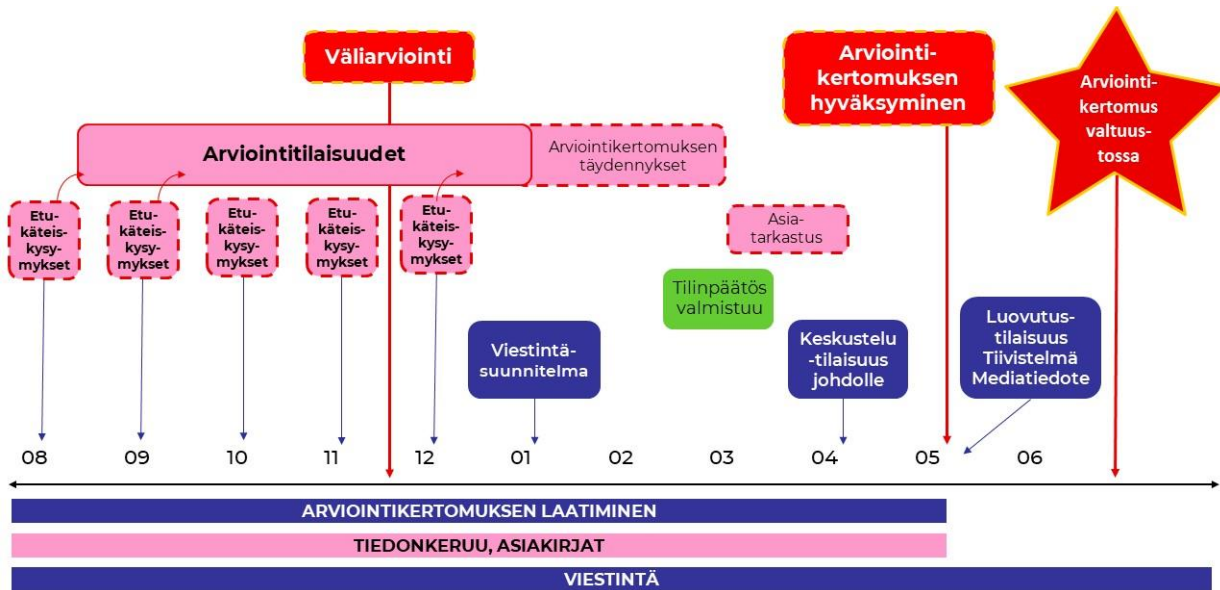 Väliarviointi
Arviointi-
kertomuksen
hyväksyminen
Arviointi-
kertomus
valtuus-
tossa
Arviointitilaisuudet
Arviointikertomuksen
täydennykset
Etu-
käteis-
kysy-
mykset
Etu-
käteis-
kysy-
mykset
Etu-
käteis-
kysy-
mykset
Etu-
käteis-
kysy-
mykset
Etu-
käteis-
kysy-
mykset
Asia-
tarkastus
Tilinpäätös
valmistuu
Viestintä-
suunnitelma
Keskustelu
-tilaisuus
johdolle
Luovutus-
tilaisuus
Tiivistelmä
Mediatiedote
08 09 10 11 12 01 02 03 04 05 06
ARVIOINTIKERTOMUKSEN LAATIMINEN
TIEDONKERUU, ASIAKIRJAT
VIESTINTÄ